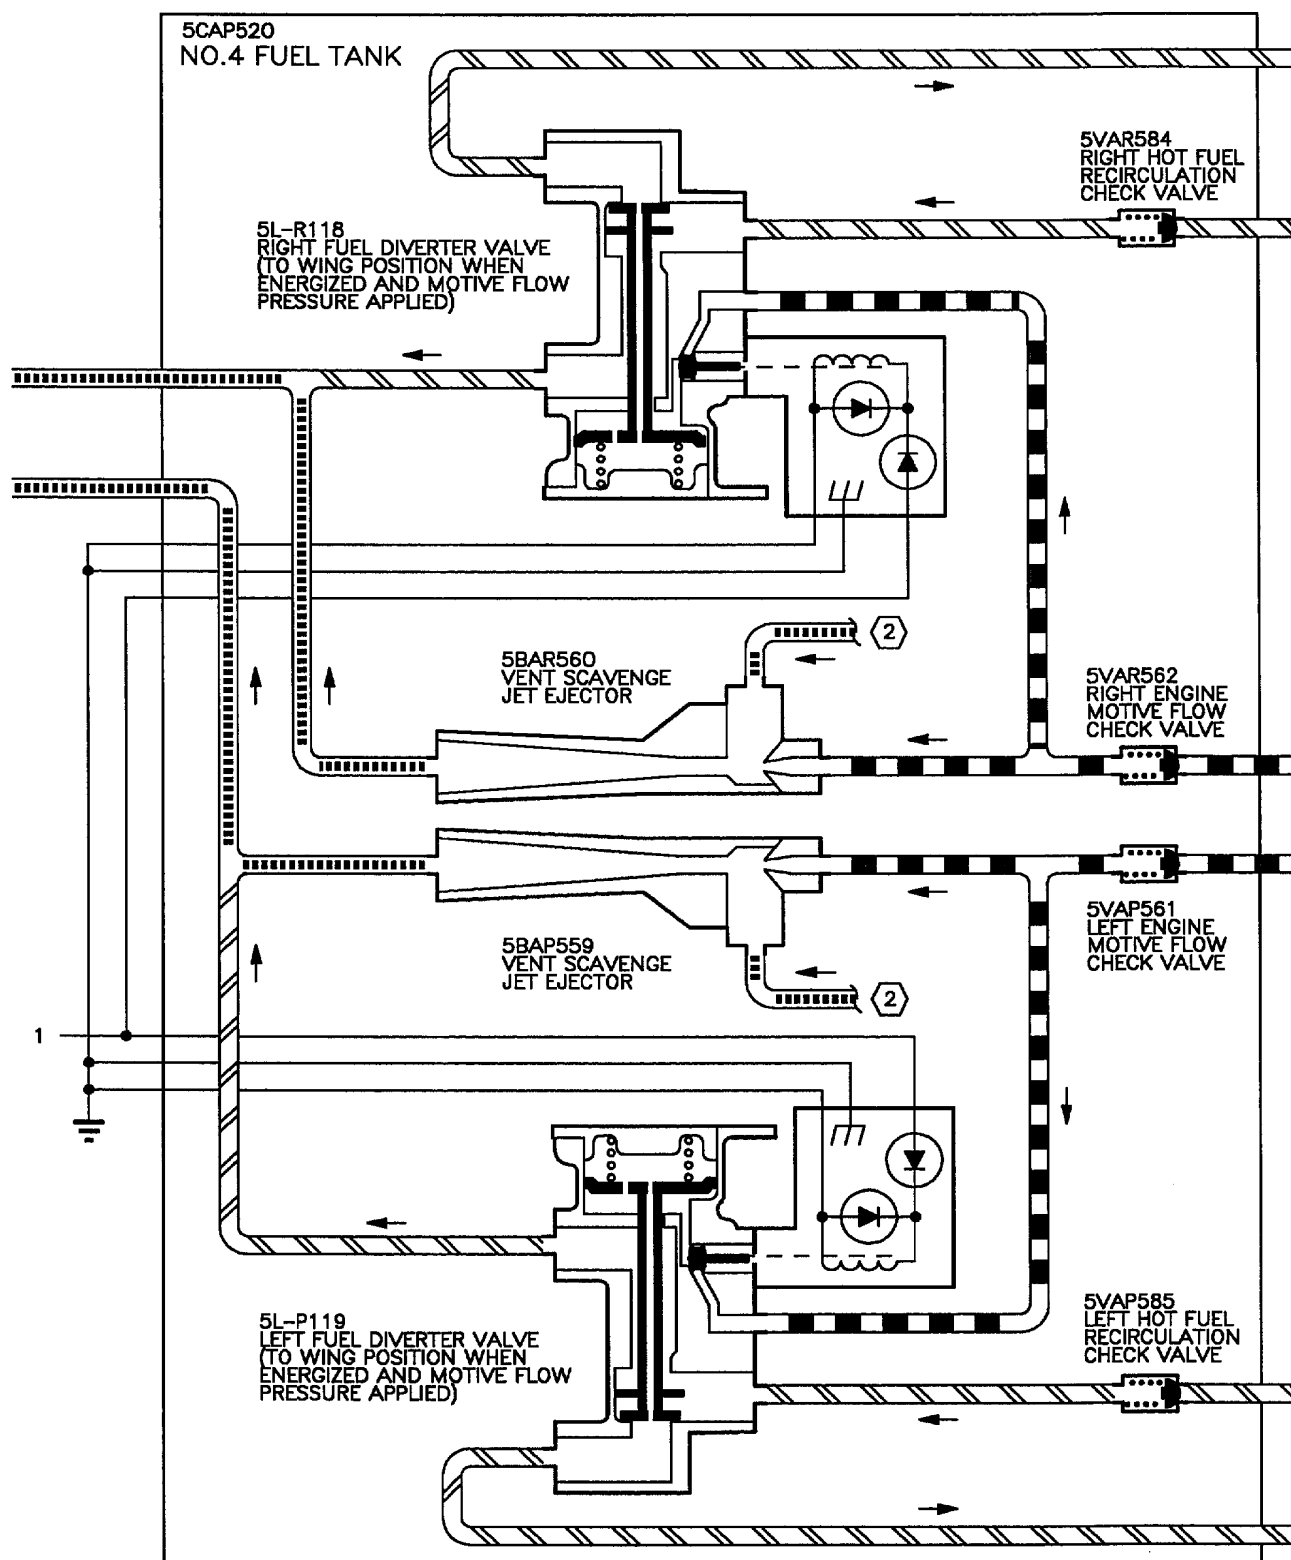 5CAP520
NO.4 FUEL TANK
5VAR584
RIGHT HOT FUEL
RECIRCULATION
CHECK VALVE
5L-R118
RIGHT FUEL DIVERTER VALVE
(TO WING POSITION WHEN
ENERGIZED AND MOTIVE FLOW
PRESSURE APPLIED)
2
5BAR560
VENT SCAVENGE
JET EJECTOR
5VAR562
RIGHT ENGINE
MOTIVE FLOW
CHECK VALVE
5VAP561
LEFT ENGINE
MOTIVE FLOW
CHECK VALVE
5BAP559
VENT SCAVENGE
JET EJECTOR
2
1
5VAP585
LEFT HOT FUEL
RECIRCULATION
CHECK VALVE
5L-P119
LEFT FUEL DIVERTER VALVE
(TO WING POSITION WHEN
ENERGIZED AND MOTIVE FLOW
PRESSURE APPLIED)